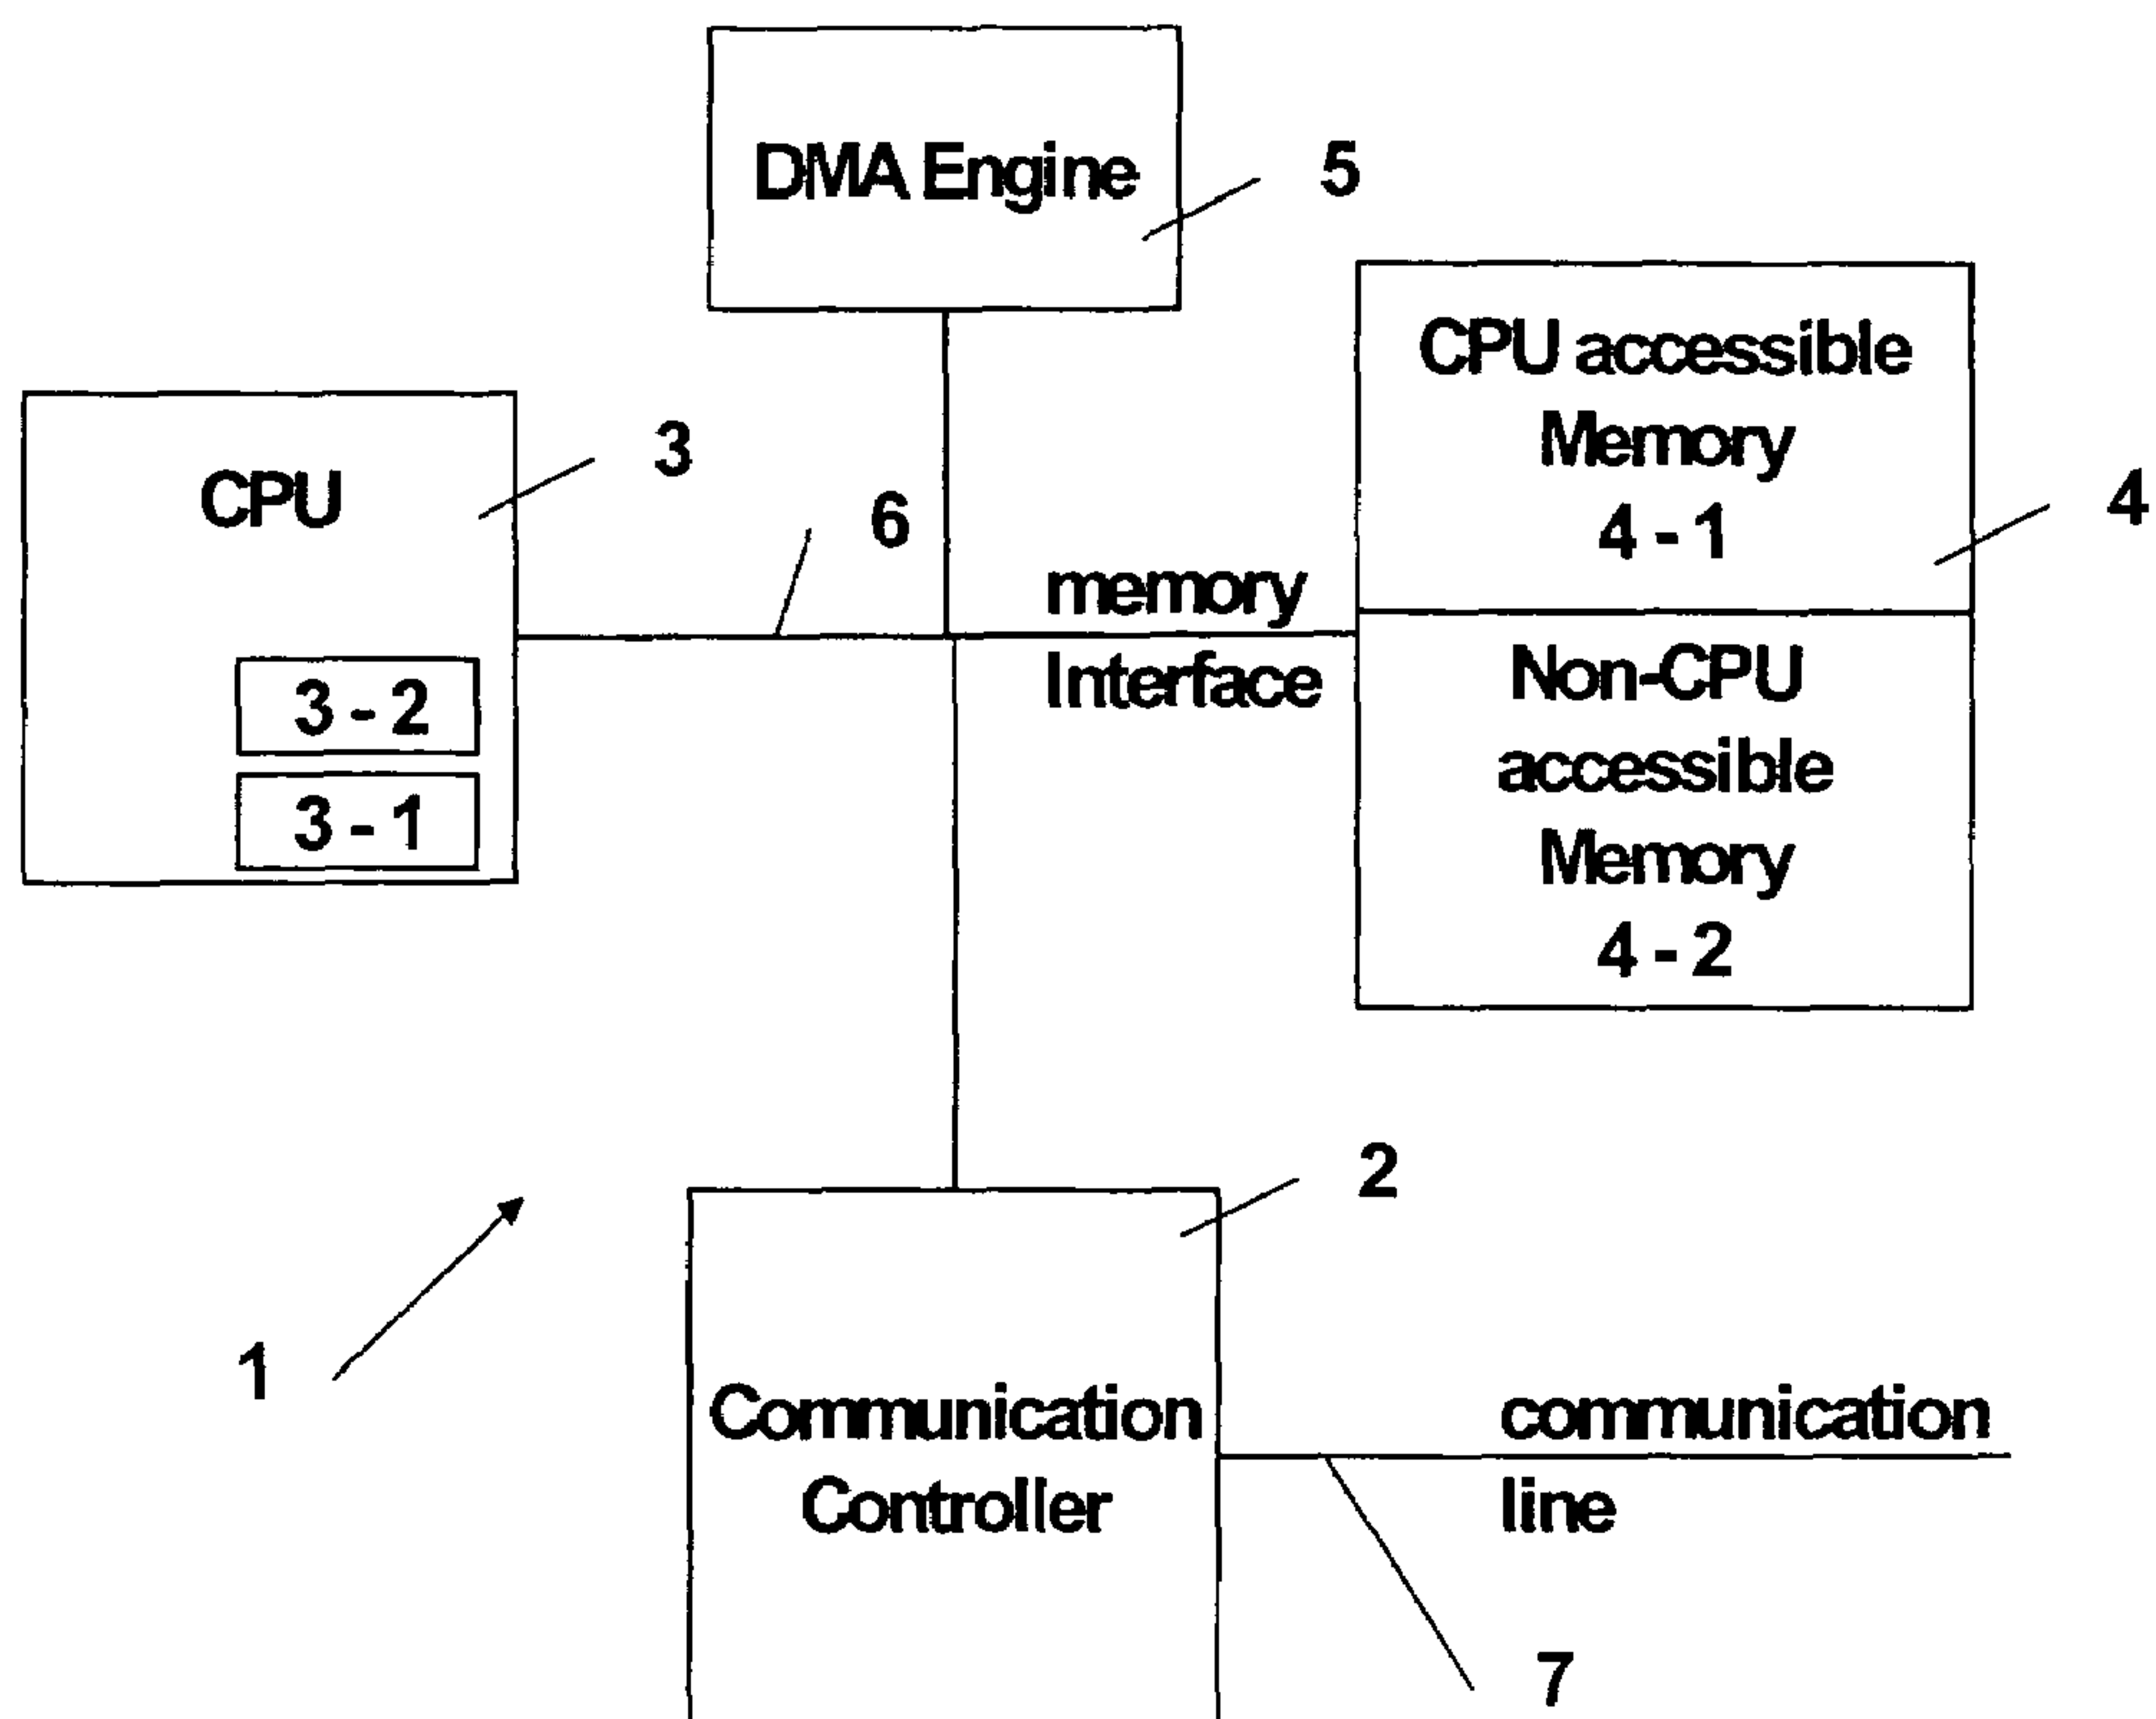 DMA Engine
5
CPU accessible
Memory
4 - 1
4
CPU
3
6
memory
Interface
3 - 2
3 - 1
Non-CPU
accessible
Memory
4 - 2
2
1
Communication
Controller
communication
line
7